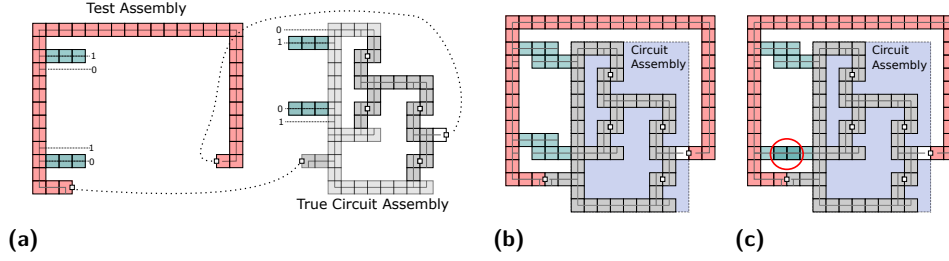 Test Assembly
1
0
1
0
0
1
0
1
True Circuit Assembly
Circuit
Assembly
Circuit
Assembly
(a)
(b)
(c)